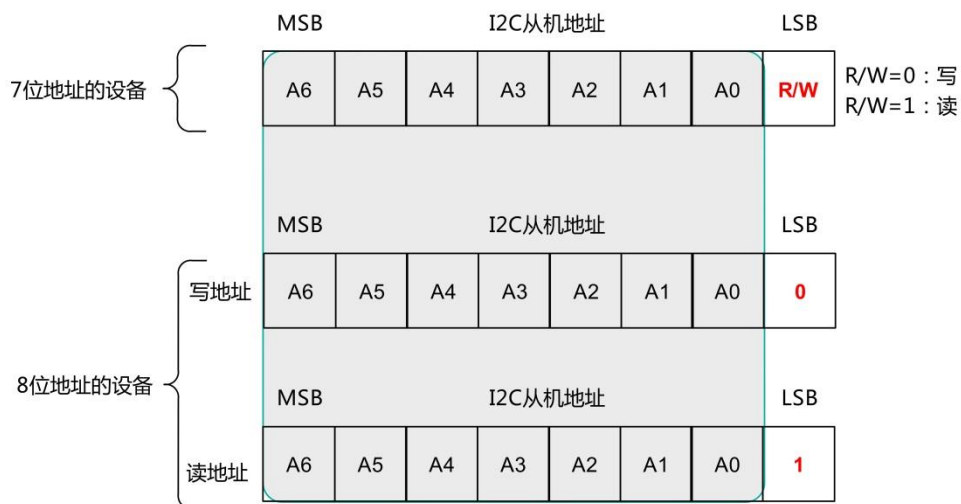 MSB I2C从机地址 LSB
7位地址的设备 A6 A5 A4 A3 A2 A1 A0 R/W R/W=0：写
R/W=1：读
MSB I2C从机地址 LSB
写地址 A6 A5 A4 A3 A2 A1 A0 0
8位地址的设备
MSB I2C从机地址 LSB
读地址 A6 A5 A4 A3 A2 A1 A0 1